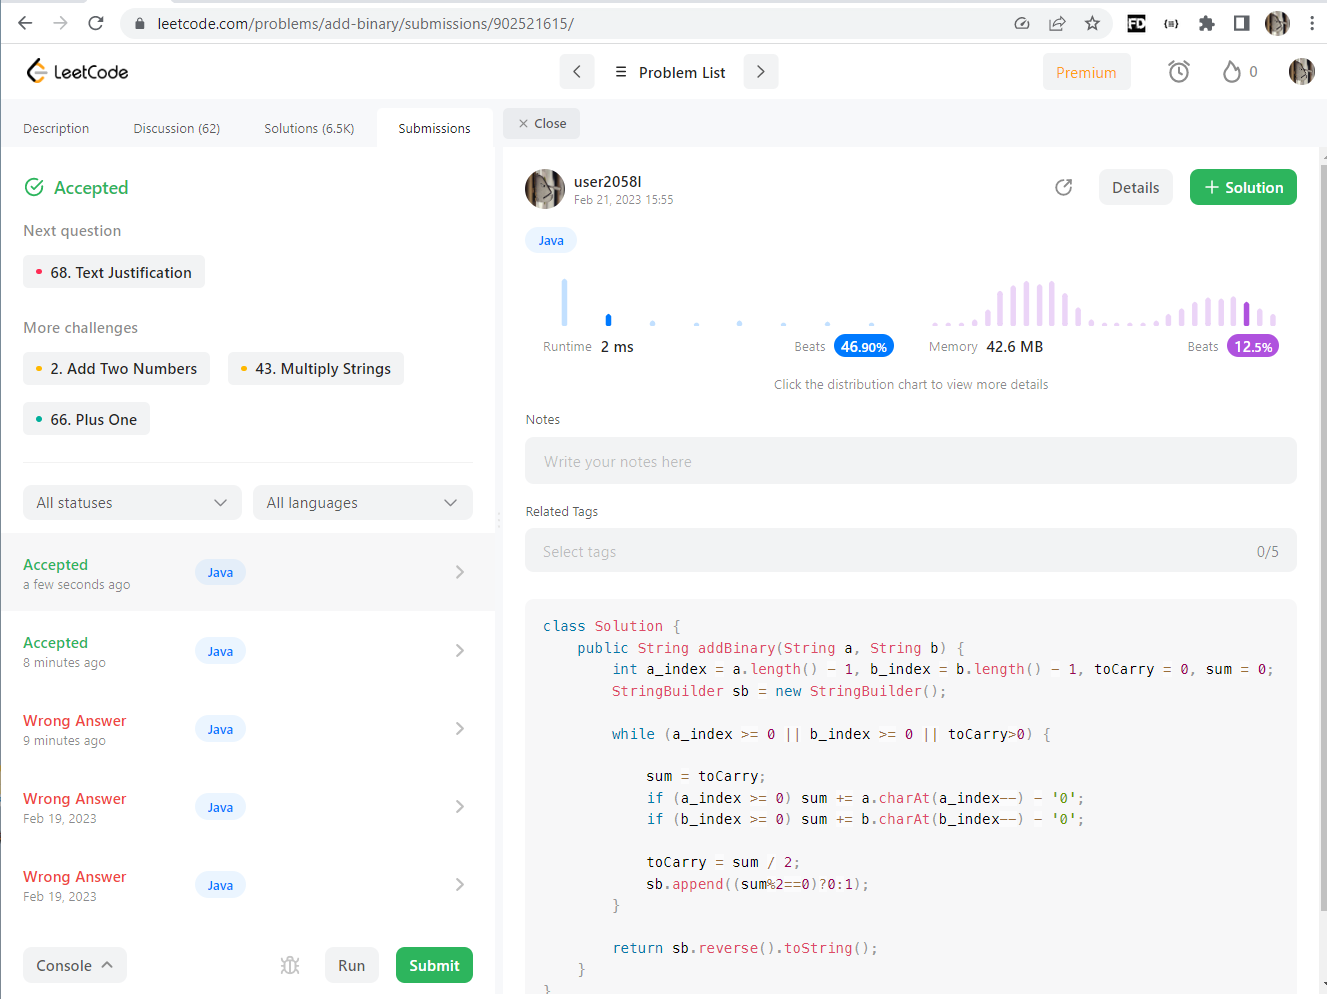 leetcode.com/problems/add-binary/submissions/902521615/
FD
LeetCode
Problem List
Premium
0
Description
Discussion (62)
Solutions (6.5K)
Submissions
Close
Accepted
Next question
68. Text Justification
More challenges
2. Add Two Numbers
43. Multiply Strings
66. Plus One
All statuses
All languages
Accepted
a few seconds ago
Java
Accepted
8 minutes ago
Java
Wrong Answer
9 minutes ago
Java
Wrong Answer
Feb 19, 2023
Java
Wrong Answer
Feb 19, 2023
Java
Console
Run
Submit
user2058l
Feb 21, 2023 15:55
Details
+ Solution
Java
Runtime 2 ms
Beats 46.90%
Memory 42.6 MB
Beats 12.5%
Click the distribution chart to view more details
Notes
Write your notes here
Related Tags
Select tags
0/5
class Solution {
    public String addBinary(String a, String b) {
        int a_index = a.length() - 1, b_index = b.length() - 1, toCarry = 0, sum = 0;
        StringBuilder sb = new StringBuilder();
        while (a_index >= 0 || b_index >= 0 || toCarry>0) {
            sum = toCarry;
            if (a_index >= 0) sum += a.charAt(a_index--) - '0';
            if (b_index >= 0) sum += b.charAt(b_index--) - '0';
            toCarry = sum / 2;
            sb.append((sum%2==0)?0:1);
        }
        return sb.reverse().toString();
    }
}